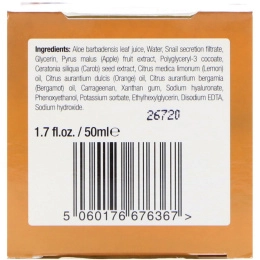 Ingredients: Aloe barbadensis leaf juice, Water, Snail secretion filtrate,
Glycerin, Pyrus malus (Apple) fruit extract, Polyglyceryl-3 cocoate,
Ceratonia siliqua (Carob) seed extract, Citrus medica limonum (Lemon)
oil, Citrus aurantium dulcis (Orange) oil, Citrus aurantium bergamia
(Bergamot) oil, Carrageenan, Xanthan gum, Sodium hyaluronate,
Phenoxyethanol, Potassium sorbate, Ethylhexylglycerin, Disodium EDTA,
Sodium hydroxide.
26720
1.7 fl.oz. / 50ml ℮
5 060176 676367 >